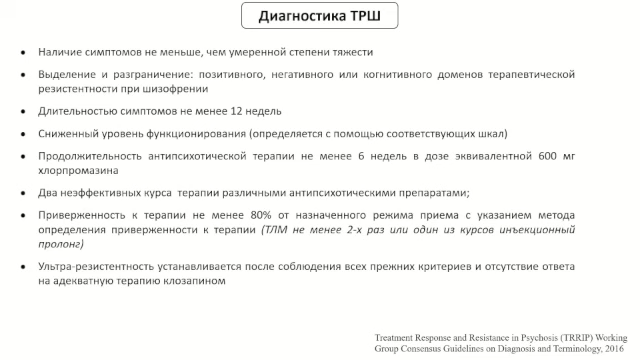 Диагностика ТРШ
• Наличие симптомов не меньше, чем умеренной степени тяжести
• Выделение и разграничение: позитивного, негативного или когнитивного доменов терапевтической
резистентности при шизофрении
• Длительностью симптомов не менее 12 недель
• Сниженный уровень функционирования (определяется с помощью соответствующих шкал)
• Продолжительность антипсихотической терапии не менее 6 недель в дозе эквивалентной 600 мг
хлорпромазина
• Два неэффективных курса терапии различными антипсихотическими препаратами;
• Приверженность к терапии не менее 80% от назначенного режима приема с указанием метода
определения приверженности к терапии (ТЛМ не менее 2-х раз или один из курсов инъекционный
пролонг)
• Ультра-резистентность устанавливается после соблюдения всех прежних критериев и отсутствие ответа
на адекватную терапию клозапином
Treatment Response and Resistance in Psychosis (TRRIP) Working
Group Consensus Guidelines on Diagnosis and Terminology, 2016